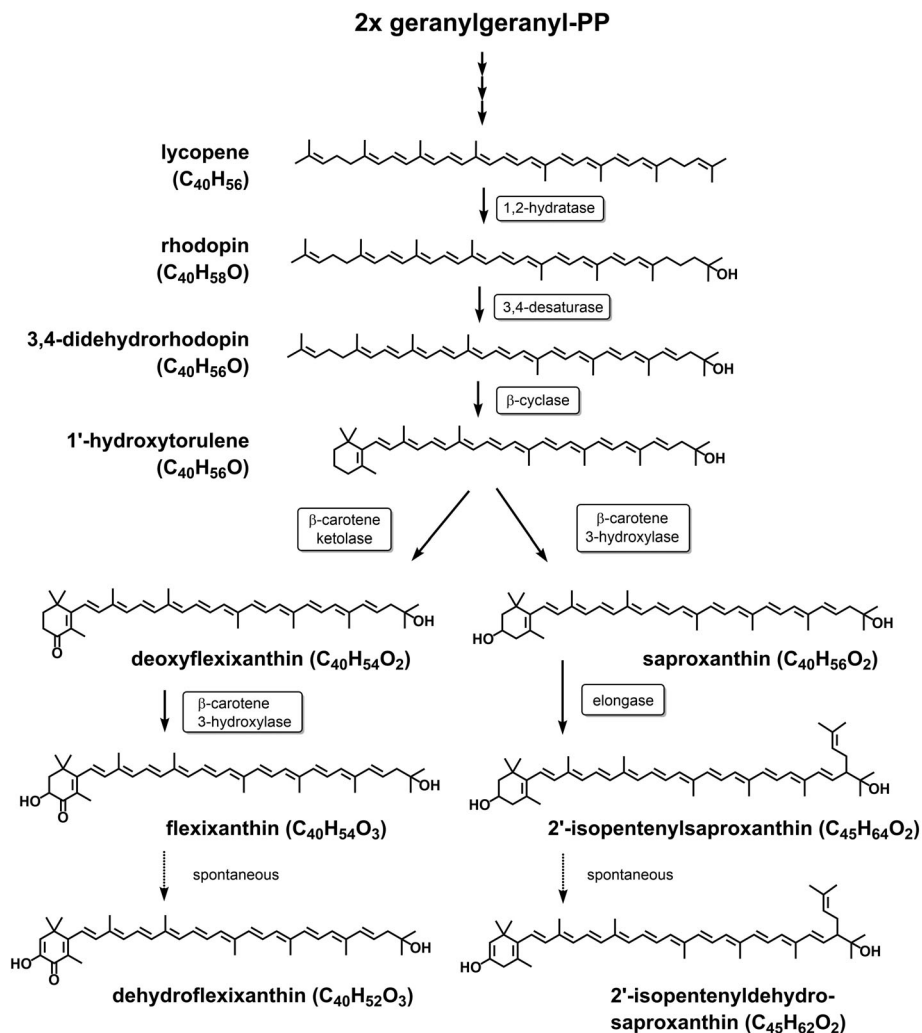 2x geranylgeranyl-PP
lycopene
(C₄₀H₅₆)
1,2-hydratase
rhodopin
(C₄₀H₅₈O)
OH
3,4-desaturase
3,4-didehydrorhodopin
(C₄₀H₅₆O)
OH
β-cyclase
1'-hydroxytorulene
(C₄₀H₅₆O)
OH
β-carotene
ketolase
β-carotene
3-hydroxylase
OH
O
deoxyflexixanthin (C₄₀H₅₄O₂)
HO
OH
saproxanthin (C₄₀H₅₆O₂)
β-carotene
3-hydroxylase
elongase
HO
O
OH
flexixanthin (C₄₀H₅₄O₃)
HO
OH
2'-isopentenylsaproxanthin (C₄₅H₆₄O₂)
spontaneous
spontaneous
HO
O
OH
dehydroflexixanthin (C₄₀H₅₂O₃)
HO
OH
2'-isopentenyldehydro-
saproxanthin (C₄₅H₆₂O₂)